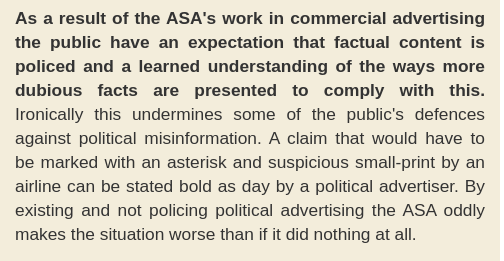 As a result of the ASA's work in commercial advertising
the public have an expectation that factual content is
policed and a learned understanding of the ways more
dubious facts are presented to comply with this.
Ironically this undermines some of the public's defences
against political misinformation. A claim that would have to
be marked with an asterisk and suspicious small-print by an
airline can be stated bold as day by a political advertiser. By
existing and not policing political advertising the ASA oddly
makes the situation worse than if it did nothing at all.